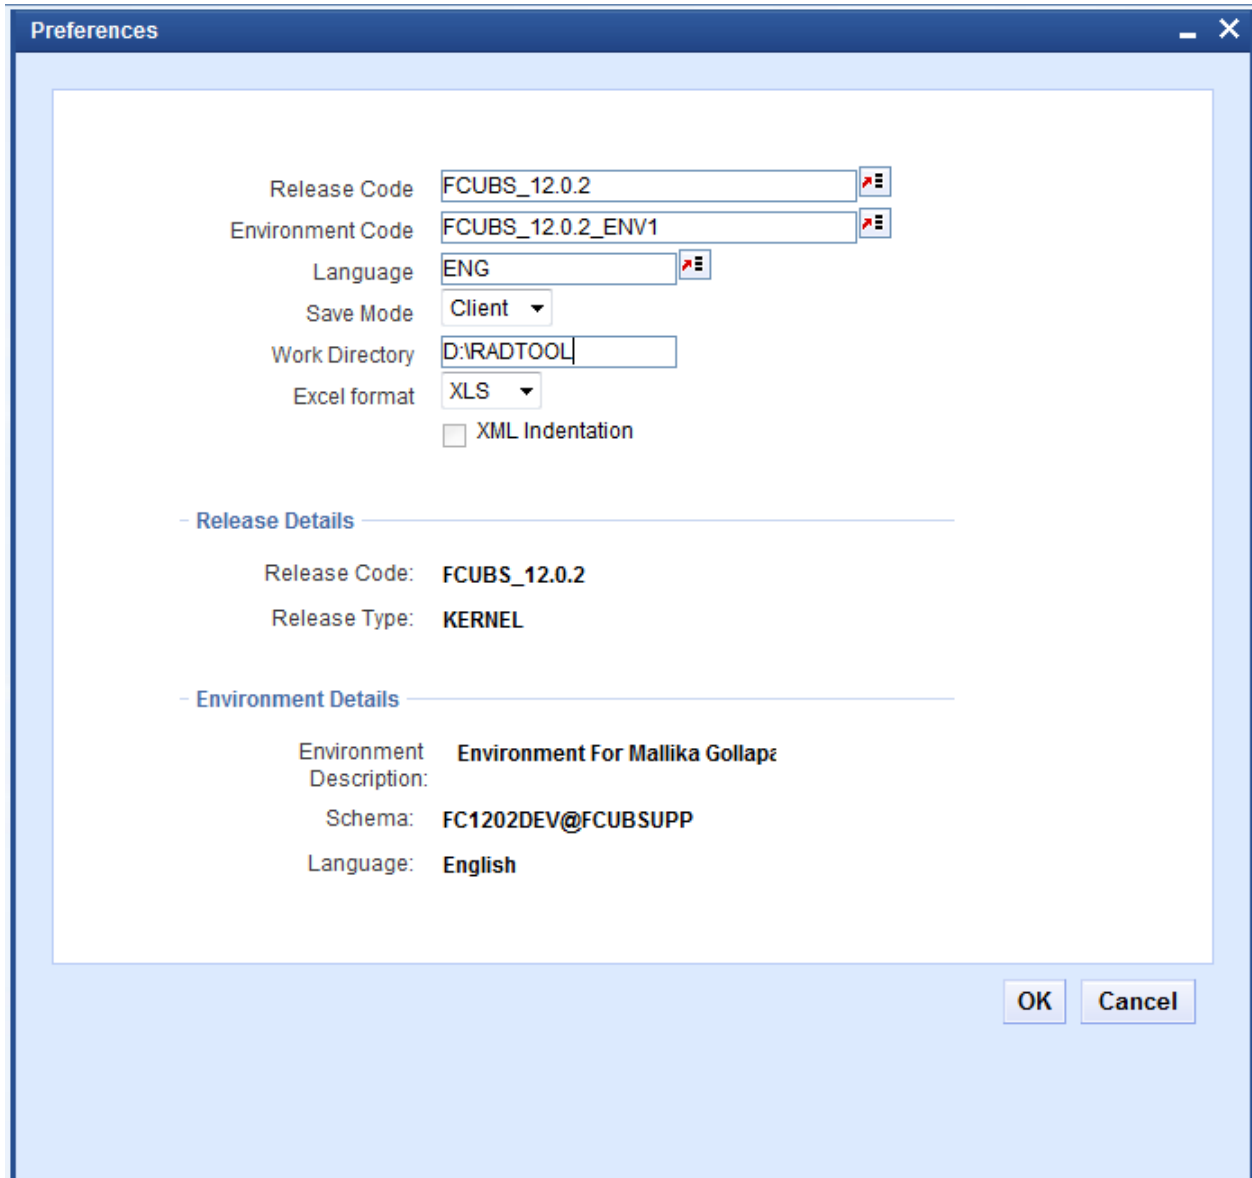 Preferences
Release Code FCUBS_12.0.2
Environment Code FCUBS_12.0.2_ENV1
Language ENG
Save Mode Client
Work Directory D:\RADTOOL
Excel format XLS
XML Indentation
Release Details
Release Code: FCUBS_12.0.2
Release Type: KERNEL
Environment Details
Environment Description: Environment For Mallika Gollapa
Schema: FC1202DEV@FCUBSUPP
Language: English
OK Cancel